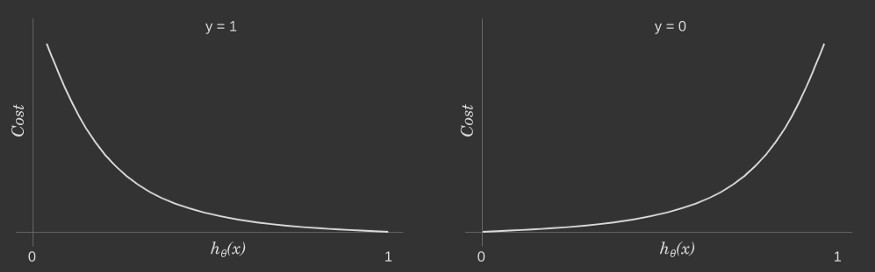 y = 1
Cost
hθ(x)
0
1
y = 0
Cost
hθ(x)
0
1